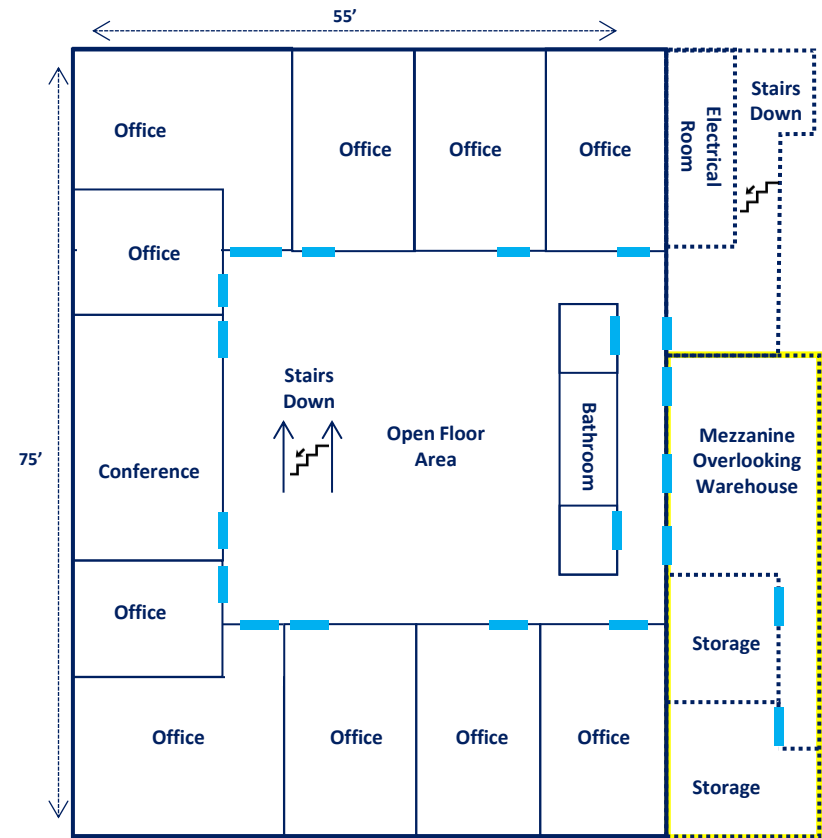 55’
Stairs
Down
Electrical
Room
Office
Office
Office
Office
Office
Stairs
Down
Open Floor
Area
Bathroom
Mezzanine
Overlooking
Warehouse
75’
Conference
Office
Storage
Office
Office
Office
Office
Storage